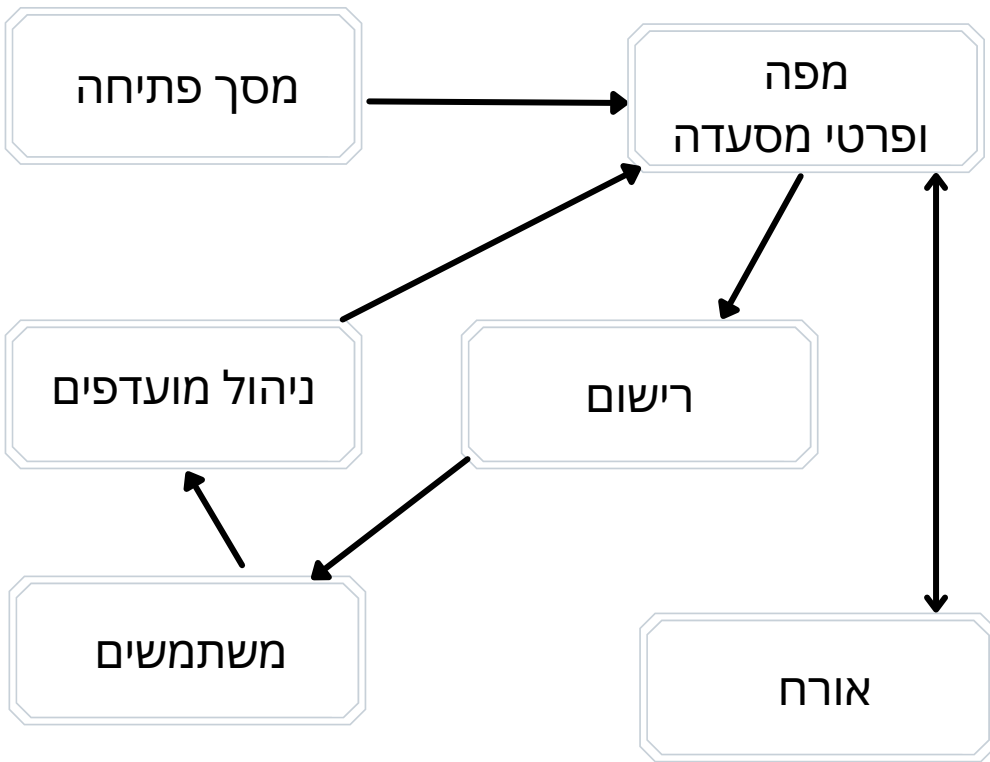 מסך פתיחה
מפה
ופרטי מסעדה
ניהול מועדפים
רישום
משתמשים
אורח